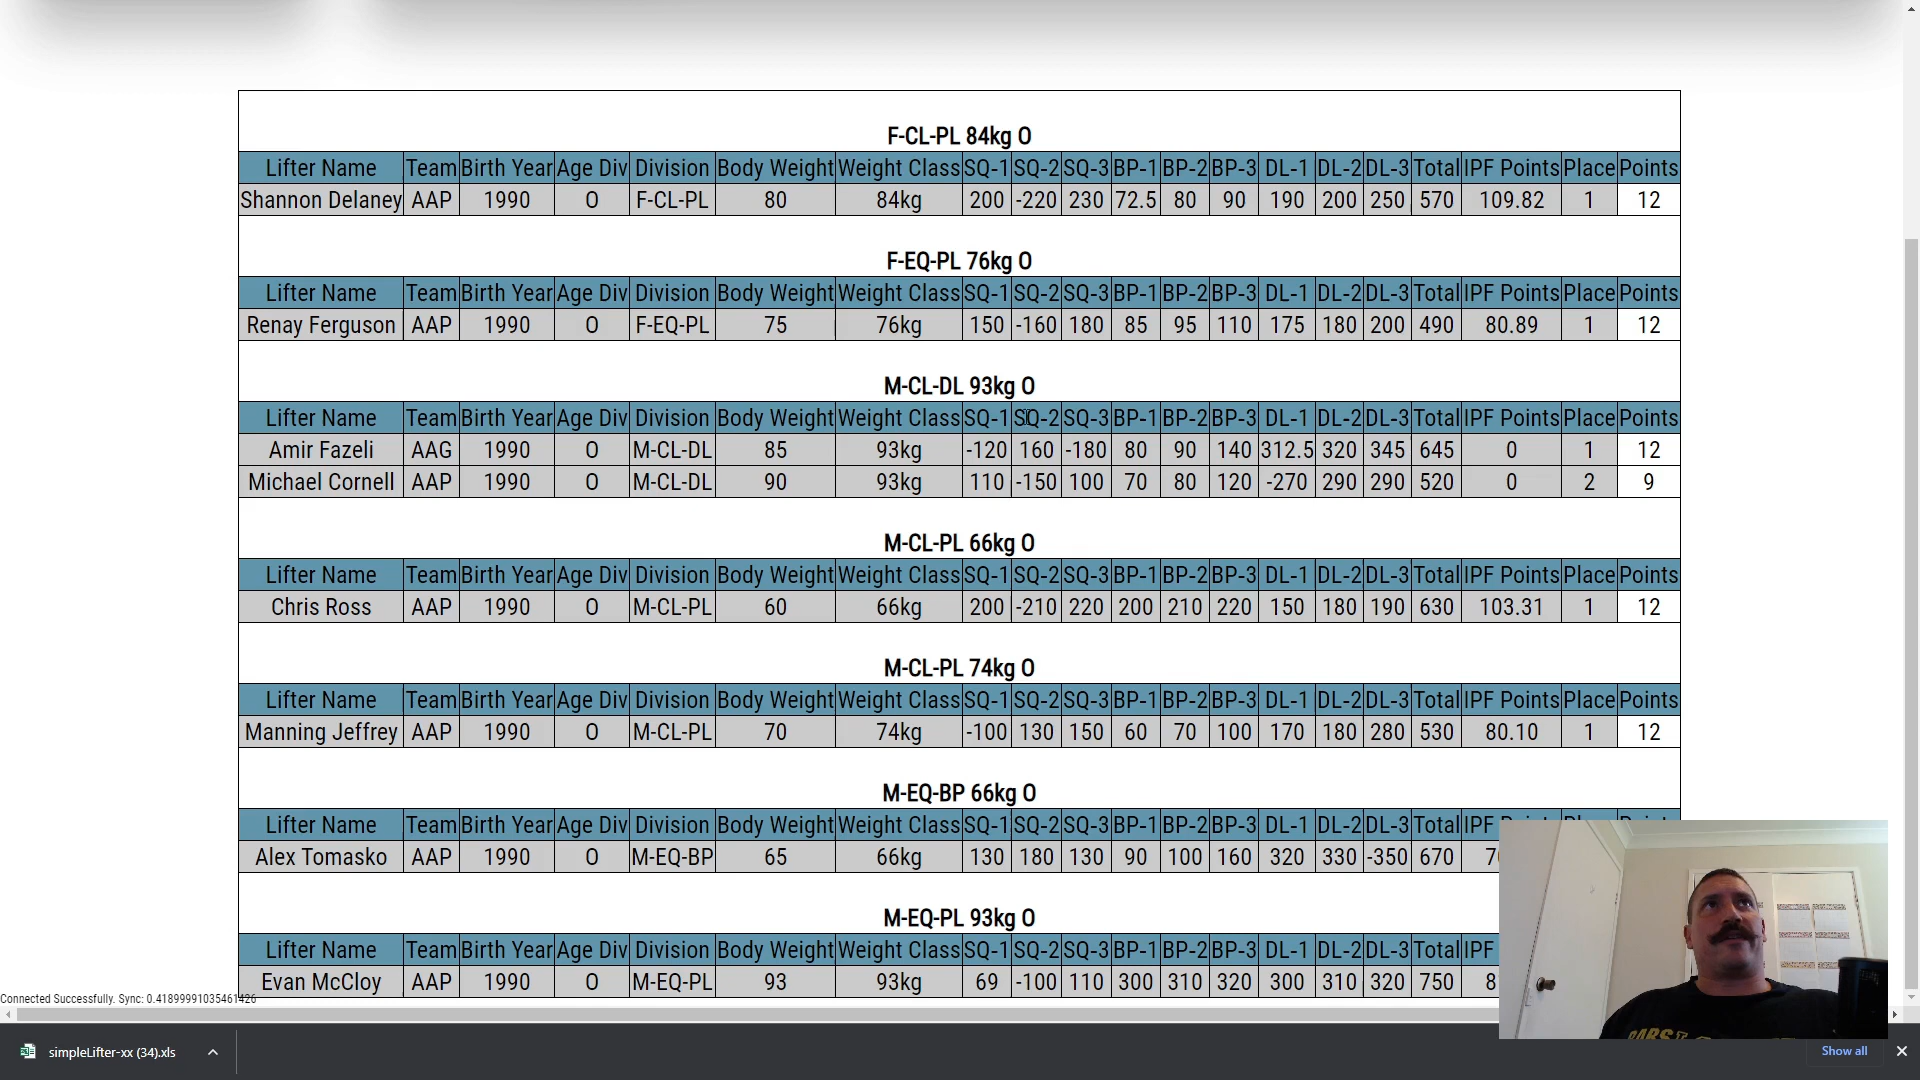 F-CL-PL 84kg O
Lifter Name Team Birth Year Age Div Division Body Weight Weight Class SQ-1 SQ-2 SQ-3 BP-1 BP-2 BP-3 DL-1 DL-2 DL-3 Total IPF Points Place Points
Shannon Delaney AAP 1990 O F-CL-PL 80 84kg 200 -220 230 72.5 80 90 190 200 250 570 109.82 1 12
F-EQ-PL 76kg O
Lifter Name Team Birth Year Age Div Division Body Weight Weight Class SQ-1 SQ-2 SQ-3 BP-1 BP-2 BP-3 DL-1 DL-2 DL-3 Total IPF Points Place Points
Renay Ferguson AAP 1990 O F-EQ-PL 75 76kg 150 -160 180 85 95 110 175 180 200 490 80.89 1 12
M-CL-DL 93kg O
Lifter Name Team Birth Year Age Div Division Body Weight Weight Class SQ-1 SQ-2 SQ-3 BP-1 BP-2 BP-3 DL-1 DL-2 DL-3 Total IPF Points Place Points
Amir Fazeli AAG 1990 O M-CL-DL 85 93kg -120 160 -180 80 90 140 312.5 320 345 645 0 1 12
Michael Cornell AAP 1990 O M-CL-DL 90 93kg 110 -150 100 70 80 120 -270 290 290 520 0 2 9
M-CL-PL 66kg O
Lifter Name Team Birth Year Age Div Division Body Weight Weight Class SQ-1 SQ-2 SQ-3 BP-1 BP-2 BP-3 DL-1 DL-2 DL-3 Total IPF Points Place Points
Chris Ross AAP 1990 O M-CL-PL 60 66kg 200 -210 220 200 210 220 150 180 190 630 103.31 1 12
M-CL-PL 74kg O
Lifter Name Team Birth Year Age Div Division Body Weight Weight Class SQ-1 SQ-2 SQ-3 BP-1 BP-2 BP-3 DL-1 DL-2 DL-3 Total IPF Points Place Points
Manning Jeffrey AAP 1990 O M-CL-PL 70 74kg -100 130 150 60 70 100 170 180 280 530 80.10 1 12
M-EQ-BP 66kg O
Lifter Name Team Birth Year Age Div Division Body Weight Weight Class SQ-1 SQ-2 SQ-3 BP-1 BP-2 BP-3 DL-1 DL-2 DL-3 Total IPF
Alex Tomasko AAP 1990 O M-EQ-BP 65 66kg 130 180 130 90 100 160 320 330 -350 670
M-EQ-PL 93kg O
Lifter Name Team Birth Year Age Div Division Body Weight Weight Class SQ-1 SQ-2 SQ-3 BP-1 BP-2 BP-3 DL-1 DL-2 DL-3 Total IPF
Evan McCloy AAP 1990 O M-EQ-PL 93 93kg 69 -100 110 300 310 320 300 310 320 750 8
Connected Successfully. Sync: 0.41899991035461426
simpleLifter-xx (34).xls
Show all